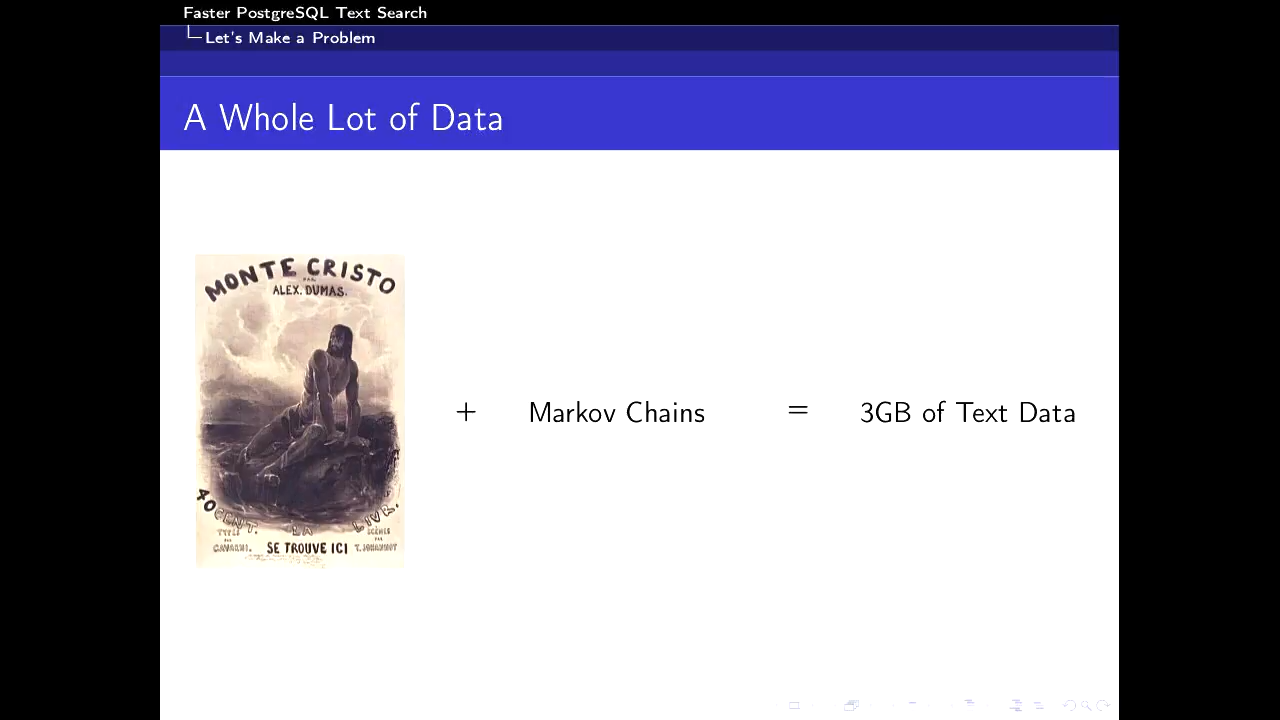 Faster PostgreSQL Text Search
Let's Make a Problem
A Whole Lot of Data
MONTE CRISTO
PAR
ALEX. DUMAS.
+ Markov Chains = 3GB of Text Data
40 CENT. LA LIVR.
TYPES SCÈNES
PAR PAR
GAVARNI. SE TROUVE ICI T. JOHANNOT